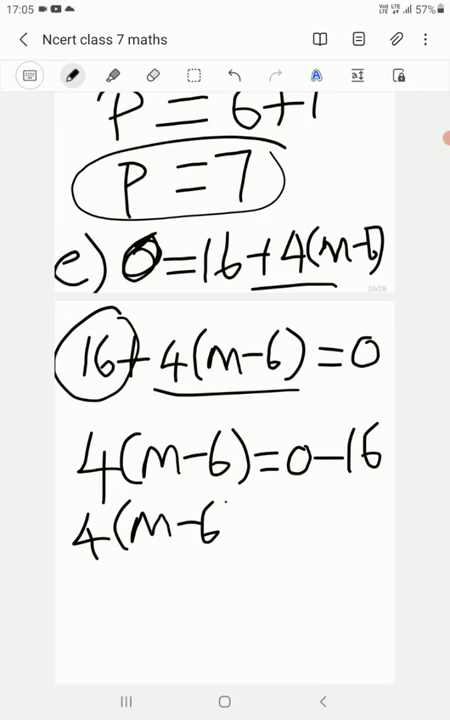 17:05 57%
Ncert class 7 maths
P = 6+1
P = 7
e) 0=16+4(m-6)
20/28
16+4(m-6)=0
4(m-6)=0-16
4(m-6